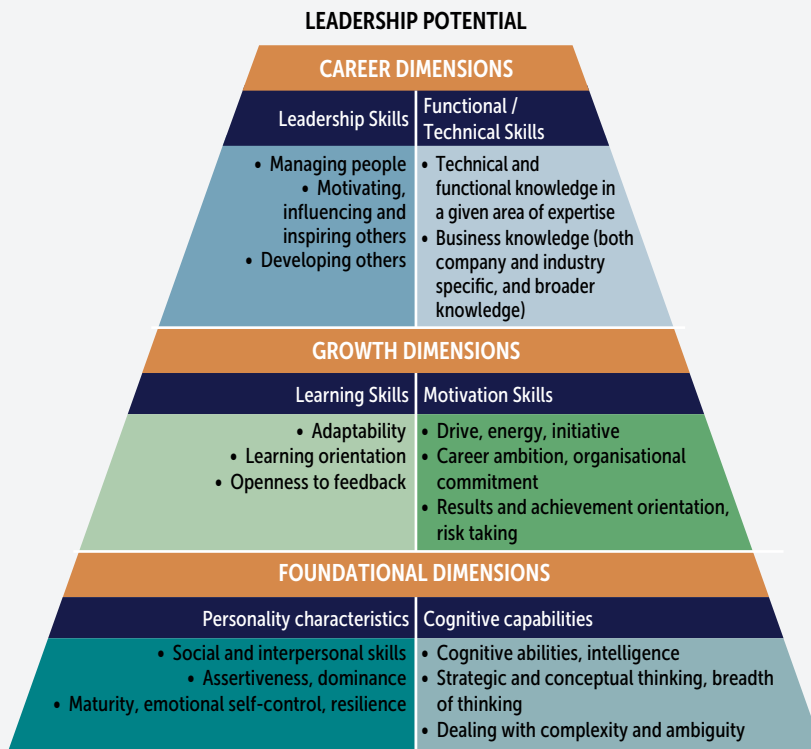 LEADERSHIP POTENTIAL
CAREER DIMENSIONS
Leadership Skills
• Managing people
• Motivating,
influencing and
inspiring others
• Developing others
Functional /
Technical Skills
• Technical and
functional knowledge in
a given area of expertise
• Business knowledge (both
company and industry
specific, and broader
knowledge)
GROWTH DIMENSIONS
Learning Skills
• Adaptability
• Learning orientation
• Openness to feedback
Motivation Skills
• Drive, energy, initiative
• Career ambition, organisational
commitment
• Results and achievement orientation,
risk taking
FOUNDATIONAL DIMENSIONS
Personality characteristics
• Social and interpersonal skills
• Assertiveness, dominance
• Maturity, emotional self-control, resilience
Cognitive capabilities
• Cognitive abilities, intelligence
• Strategic and conceptual thinking, breadth
of thinking
• Dealing with complexity and ambiguity